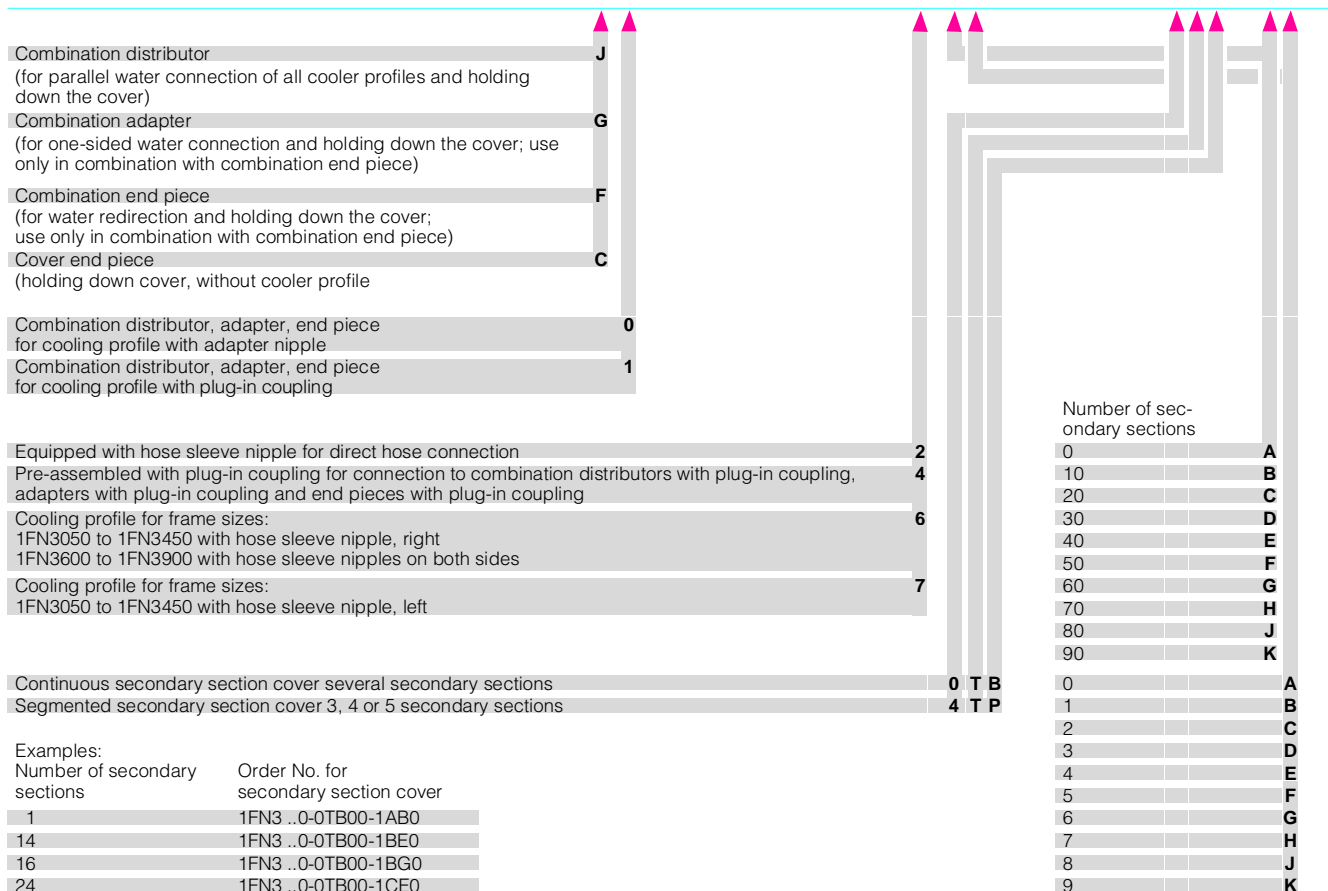 Combination distributor J
(for parallel water connection of all cooler profiles and holding
down the cover)
Combination adapter G
(for one-sided water connection and holding down the cover; use
only in combination with combination end piece)
Combination end piece F
(for water redirection and holding down the cover;
use only in combination with combination end piece)
Cover end piece C
(holding down cover, without cooler profile
Combination distributor, adapter, end piece 0
for cooling profile with adapter nipple
Combination distributor, adapter, end piece 1
for cooling profile with plug-in coupling
Equipped with hose sleeve nipple for direct hose connection 2
Pre-assembled with plug-in coupling for connection to combination distributors with plug-in coupling, 4
adapters with plug-in coupling and end pieces with plug-in coupling
Cooling profile for frame sizes: 6
1FN3050 to 1FN3450 with hose sleeve nipple, right
1FN3600 to 1FN3900 with hose sleeve nipples on both sides
Cooling profile for frame sizes: 7
1FN3050 to 1FN3450 with hose sleeve nipple, left
Continuous secondary section cover several secondary sections 0 T B
Segmented secondary section cover 3, 4 or 5 secondary sections 4 T P
Number of sec-
ondary sections
0 A
10 B
20 C
30 D
40 E
50 F
60 G
70 H
80 J
90 K
0 A
1 B
2 C
3 D
4 E
5 F
6 G
7 H
8 J
9 K
Examples:
Number of secondary Order No. for
sections secondary section cover
1 1FN3 ..0-0TB00-1AB0
14 1FN3 ..0-0TB00-1BE0
16 1FN3 ..0-0TB00-1BG0
24 1FN3 ..0-0TB00-1CE0